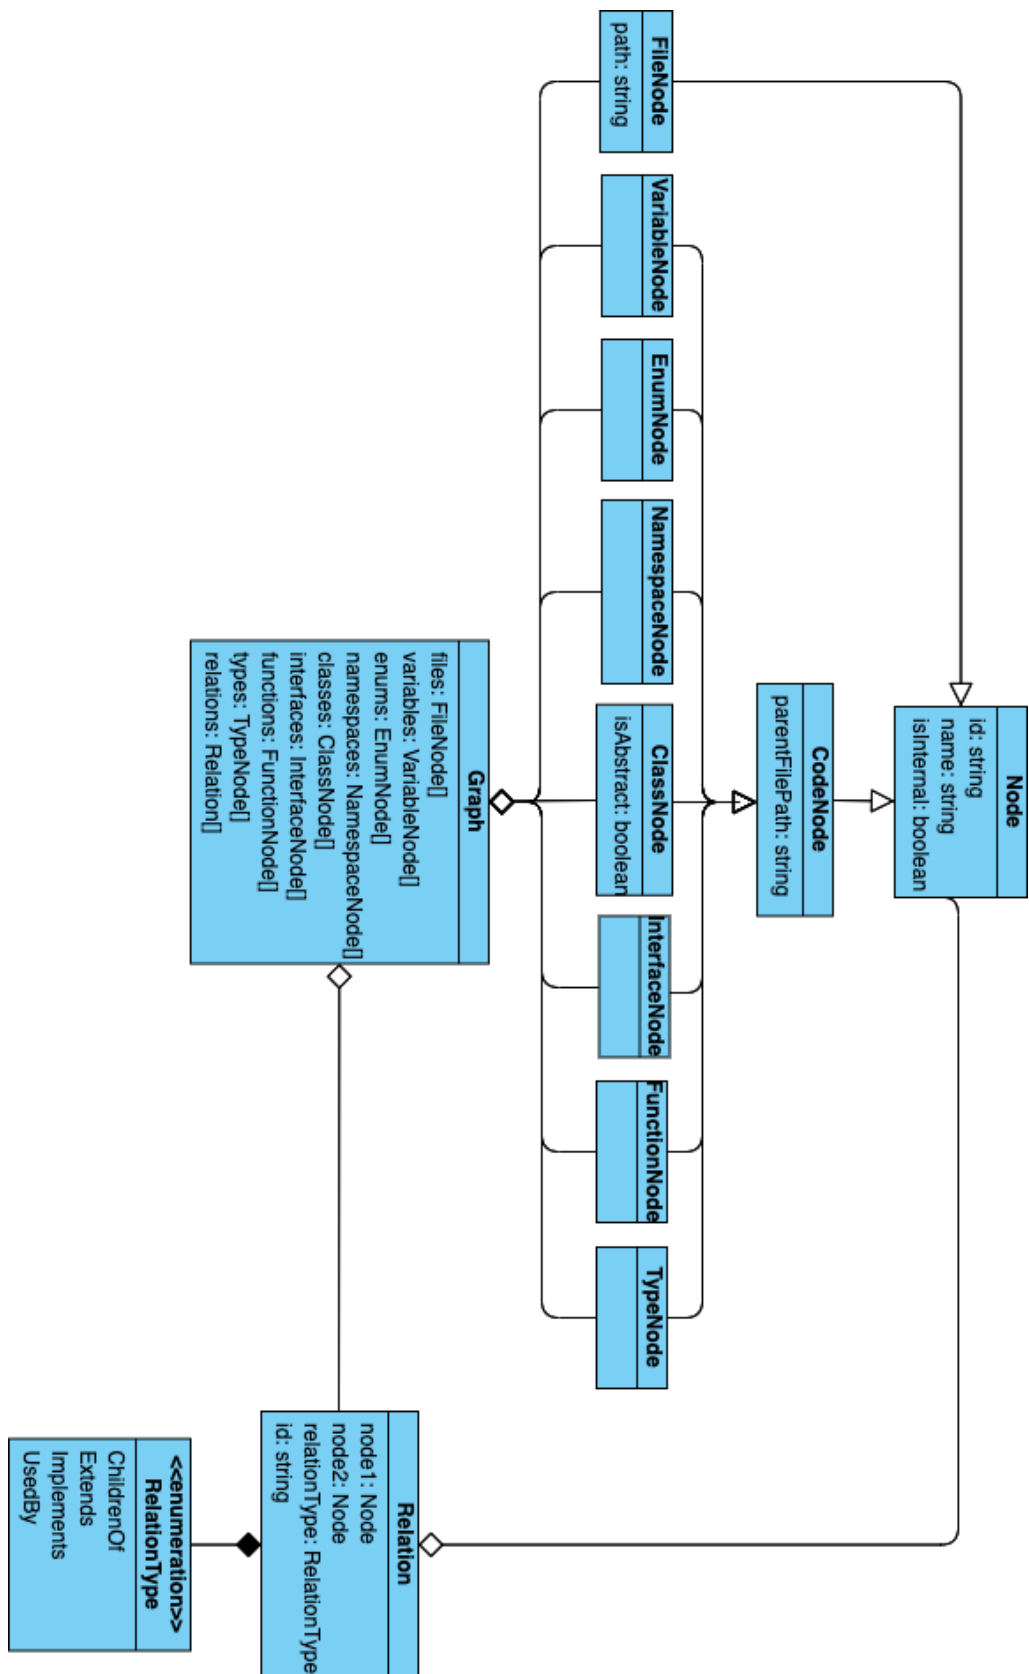 Node
id: string
name: string
isInternal: boolean
CodeNode
parentFilePath: string
FileNode
path: string
VariableNode
EnumNode
NamespaceNode
ClassNode
isAbstract: boolean
InterfaceNode
FunctionNode
TypeNode
Graph
files: FileNode[]
variables: VariableNode[]
enums: EnumNode[]
namespaces: NamespaceNode[]
classes: ClassNode[]
interfaces: InterfaceNode[]
functions: FunctionNode[]
types: TypeNode[]
relations: Relation[]
Relation
node1: Node
node2: Node
relationType: RelationType
id: string
<<enumeration>>
RelationType
ChildrenOf
Extends
Implements
UsedBy